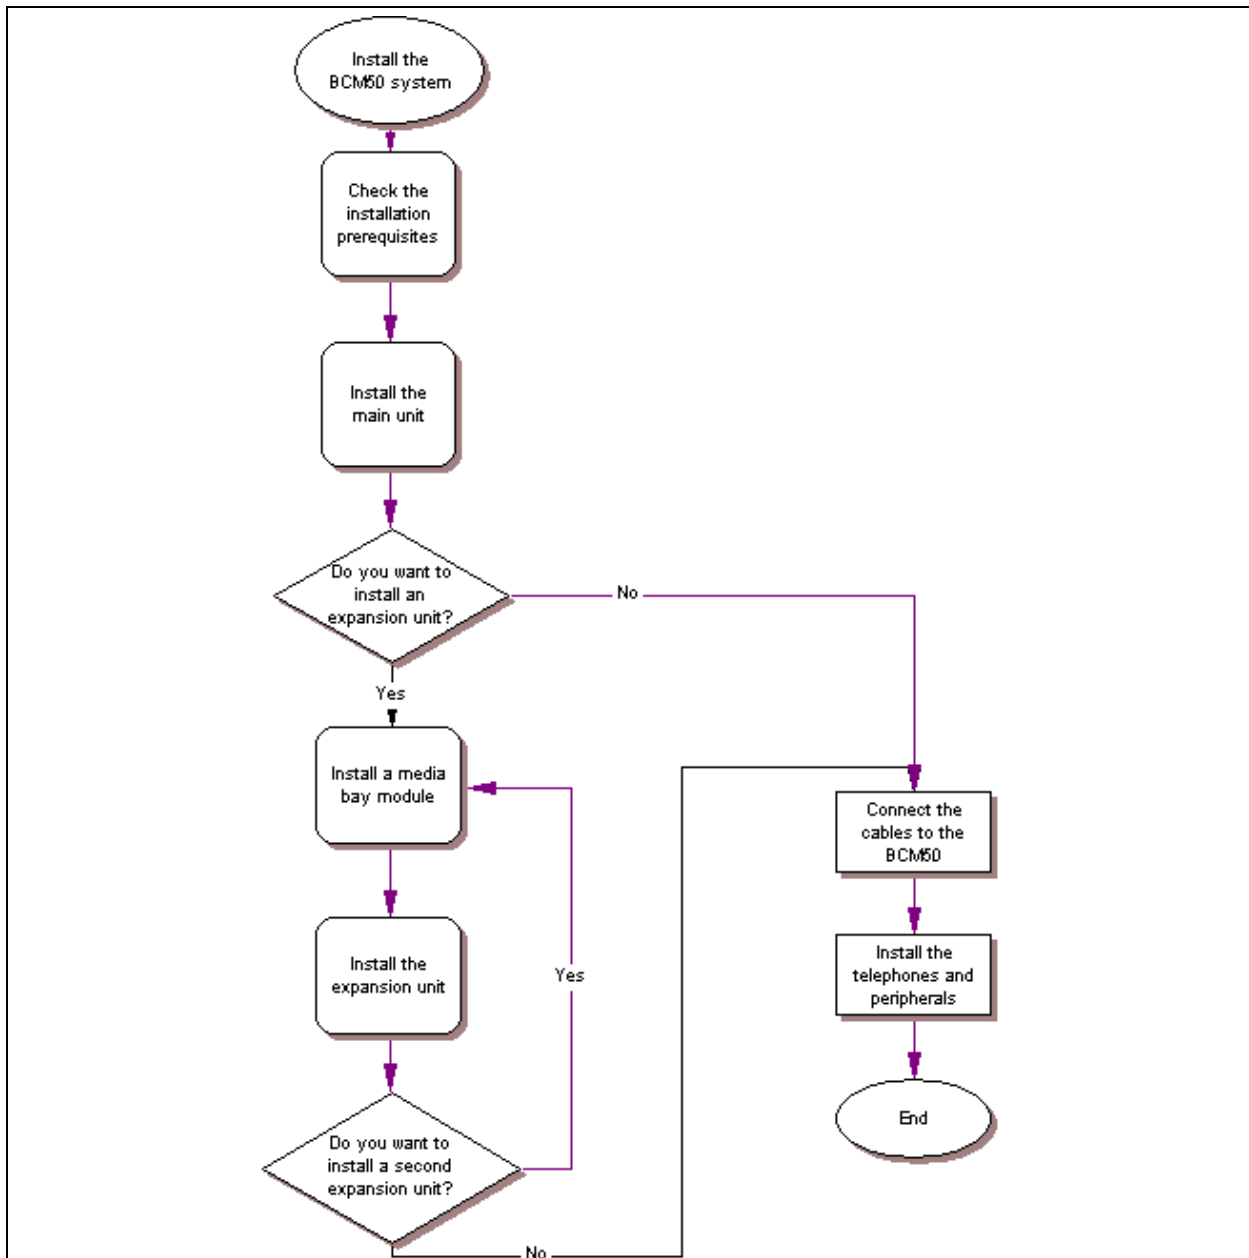 Install the
BCM50 system
Check the
installation
prerequisites
Install the
main unit
Do you want to
install an
expansion unit?
No
Yes
Install a media
bay module
Install the
expansion unit
Yes
Do you want to
install a second
expansion unit?
No
Connect the
cables to the
BCM50
Install the
telephones and
peripherals
End